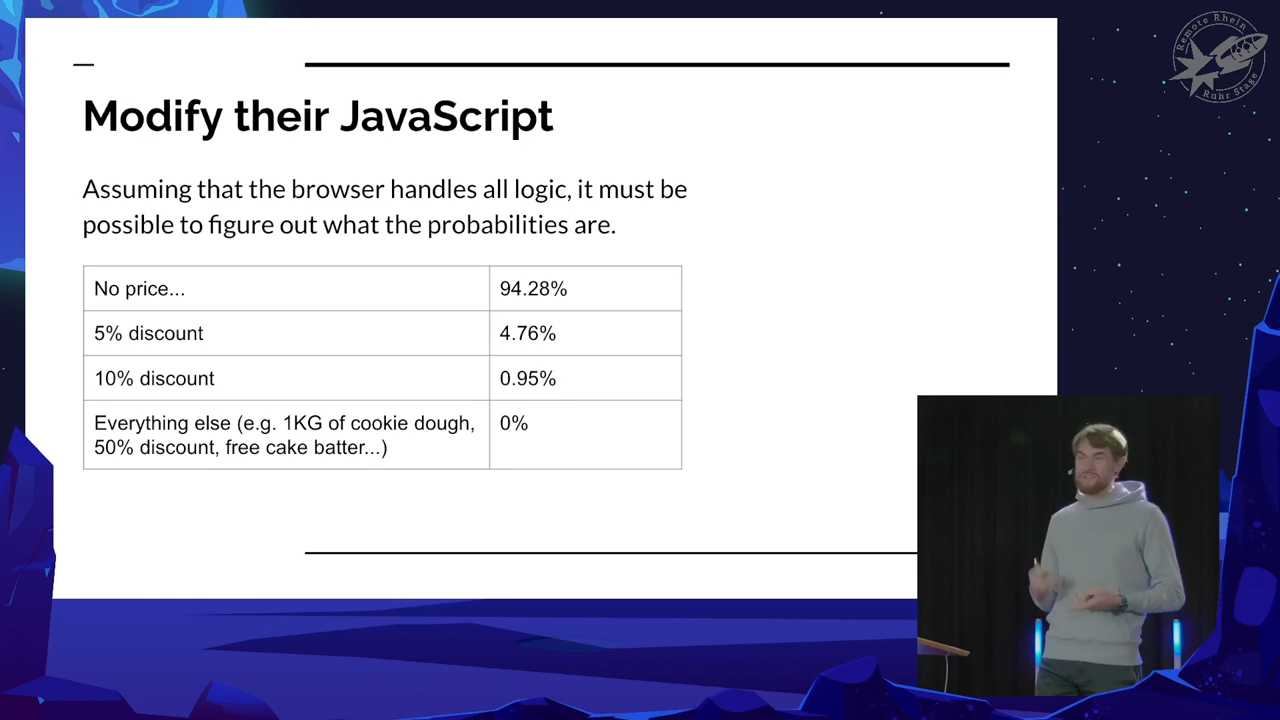 Remote Rhein
Ruhr Stage
Modify their JavaScript
Assuming that the browser handles all logic, it must be
possible to figure out what the probabilities are.
No price... 94.28%
5% discount 4.76%
10% discount 0.95%
Everything else (e.g. 1KG of cookie dough, 0%
50% discount, free cake batter...)